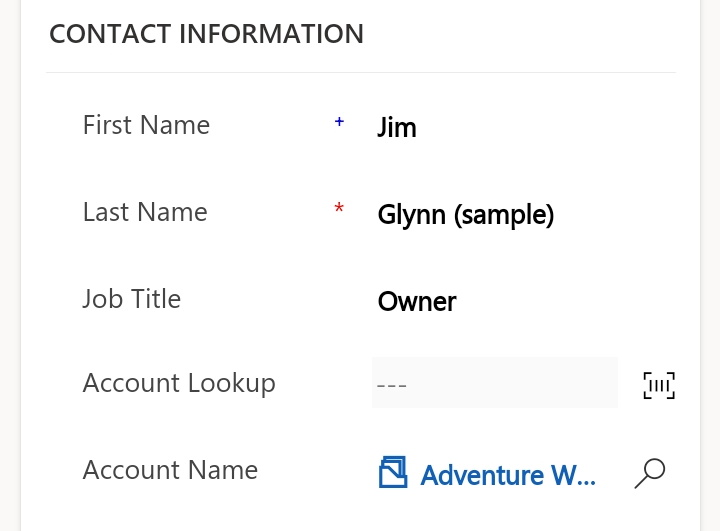 CONTACT INFORMATION
First Name + Jim
Last Name * Glynn (sample)
Job Title Owner
Account Lookup ---
Account Name Adventure W...